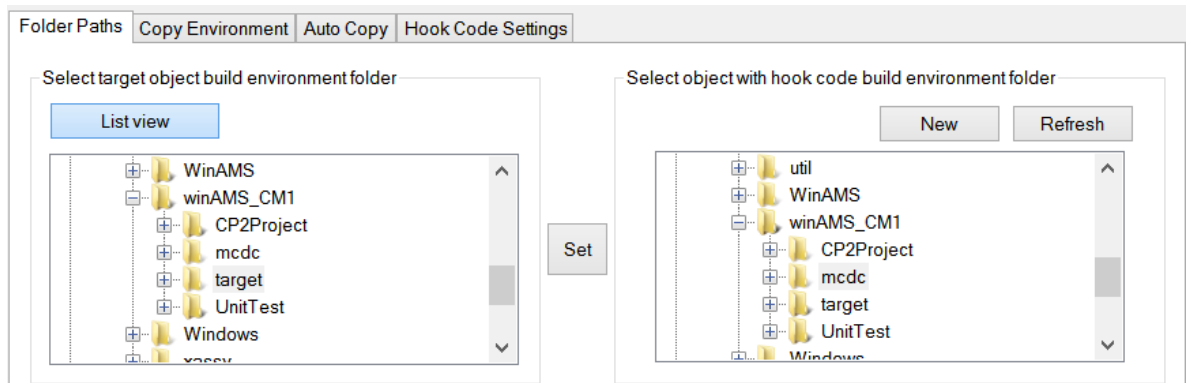 Folder Paths Copy Environment Auto Copy Hook Code Settings
Select target object build environment folder
List view
WinAMS
winAMS_CM1
CP2Project
mcdc
target
UnitTest
Windows
xassy
Set
Select object with hook code build environment folder
New Refresh
util
WinAMS
winAMS_CM1
CP2Project
mcdc
target
UnitTest
Windows